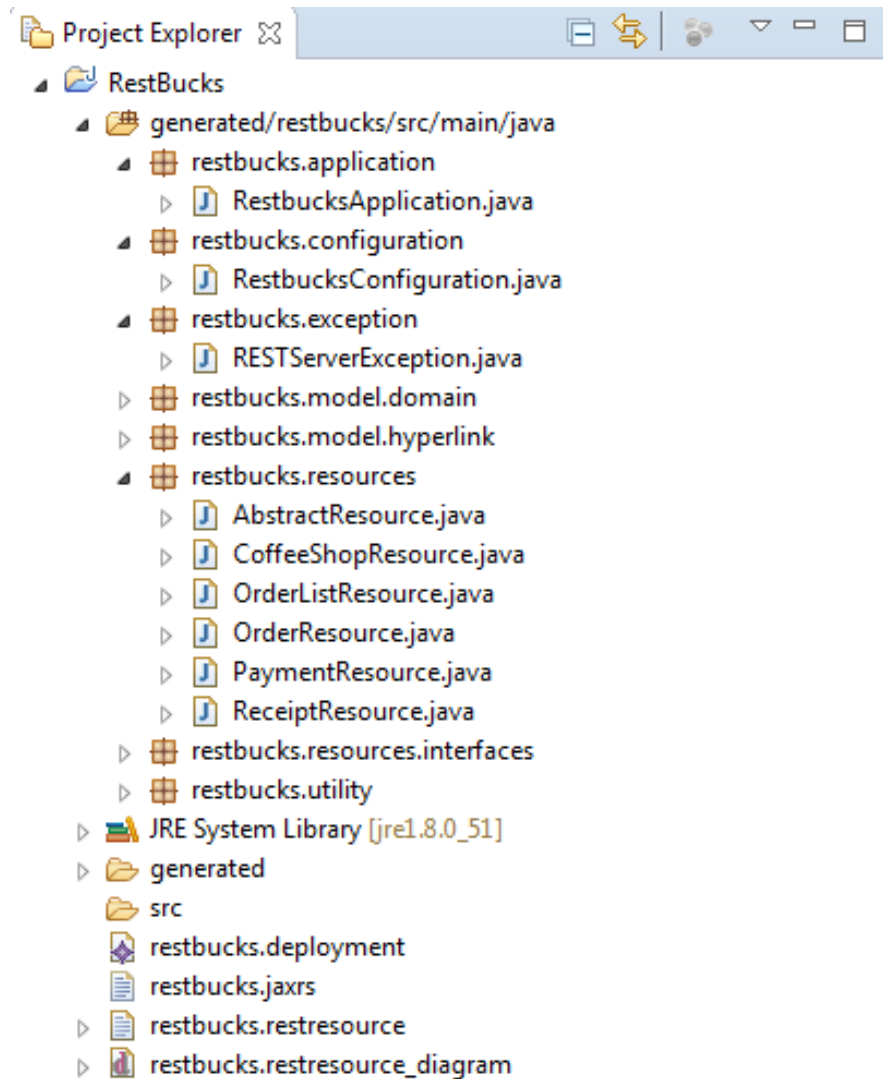 Project Explorer
RestBucks
generated/restbucks/src/main/java
restbucks.application
RestbucksApplication.java
restbucks.configuration
RestbucksConfiguration.java
restbucks.exception
RESTServerException.java
restbucks.model.domain
restbucks.model.hyperlink
restbucks.resources
AbstractResource.java
CoffeeShopResource.java
OrderListResource.java
OrderResource.java
PaymentResource.java
ReceiptResource.java
restbucks.resources.interfaces
restbucks.utility
JRE System Library [jre1.8.0_51]
generated
src
restbucks.deployment
restbucks.jaxrs
restbucks.restresource
restbucks.restresource_diagram